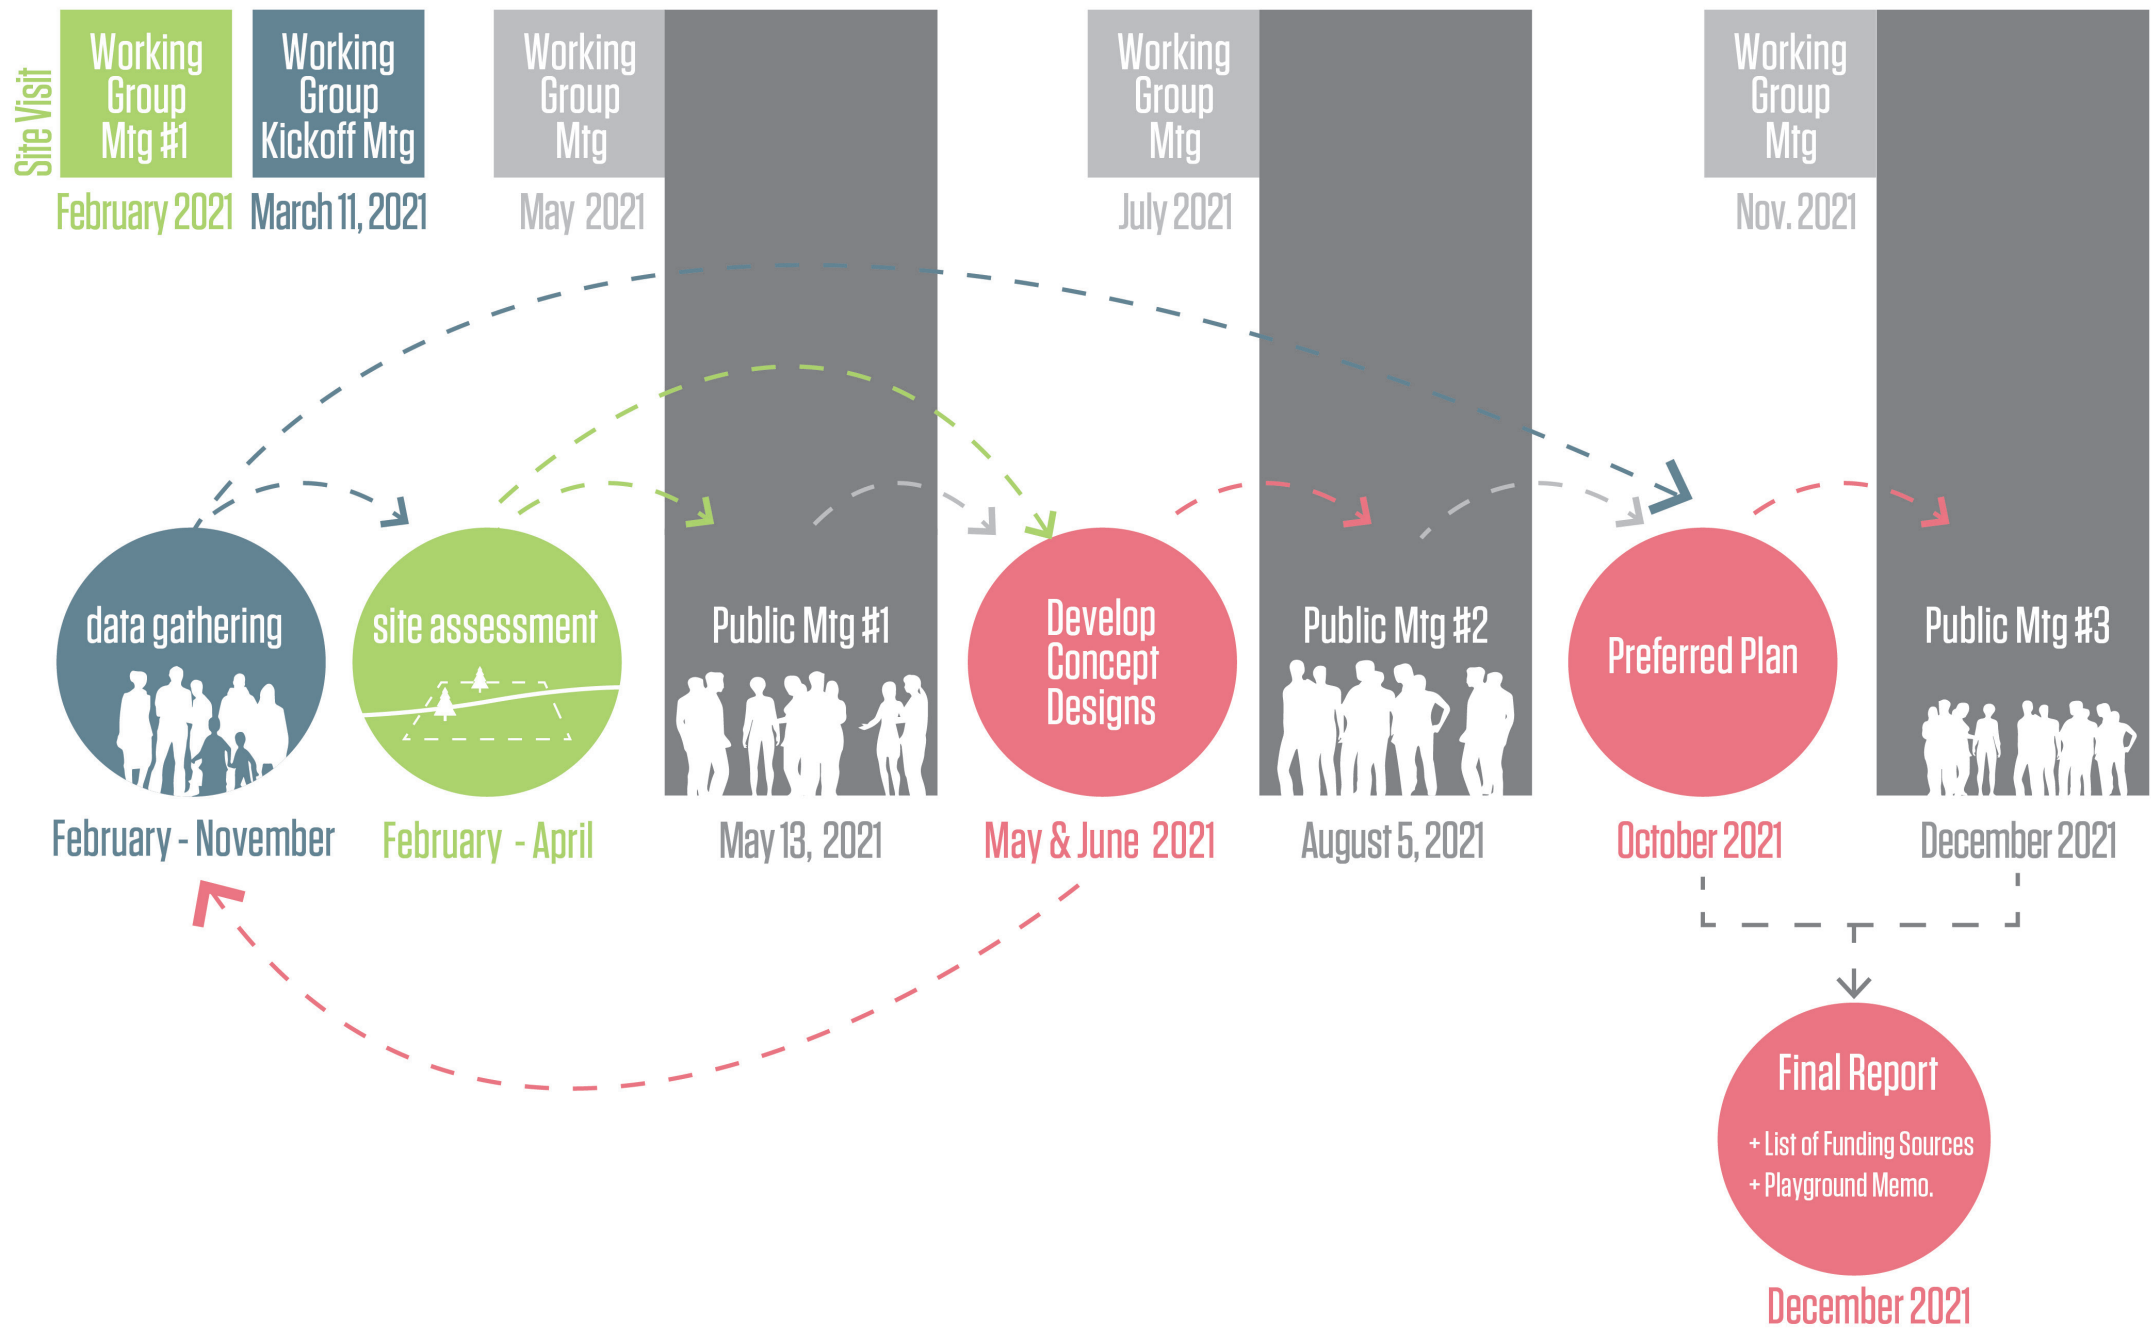 Site Visit
Working
Group
Mtg #1
February 2021
Working
Group
Kickoff Mtg
March 11, 2021
Working
Group
Mtg
May 2021
Working
Group
Mtg
July 2021
Working
Group
Mtg
Nov. 2021
data gathering
February - November
site assessment
February - April
Public Mtg #1
May 13, 2021
Develop
Concept
Designs
May & June 2021
Public Mtg #2
August 5, 2021
Preferred Plan
October 2021
Public Mtg #3
December 2021
Final Report
+ List of Funding Sources
+ Playground Memo.
December 2021